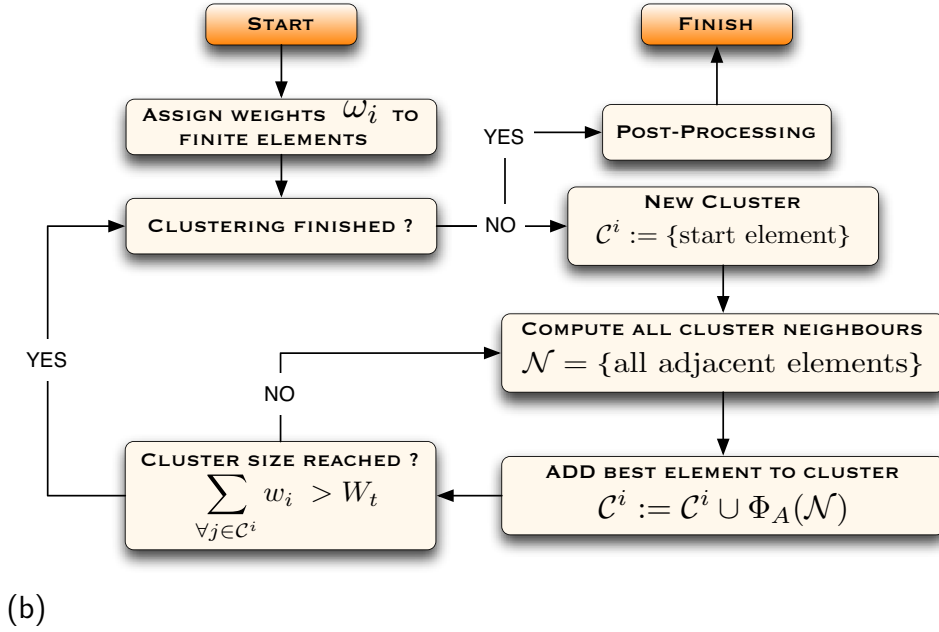 START
FINISH
ASSIGN WEIGHTS ω_i TO
FINITE ELEMENTS
YES
POST-PROCESSING
CLUSTERING FINISHED ?
NO
NEW CLUSTER
𝒞^i := {start element}
COMPUTE ALL CLUSTER NEIGHBOURS
𝒩 = {all adjacent elements}
YES
NO
CLUSTER SIZE REACHED ?
∑ w_i > W_t
∀j∈𝒞^i
ADD BEST ELEMENT TO CLUSTER
𝒞^i := 𝒞^i ∪ Φ_A(𝒩)
(b)